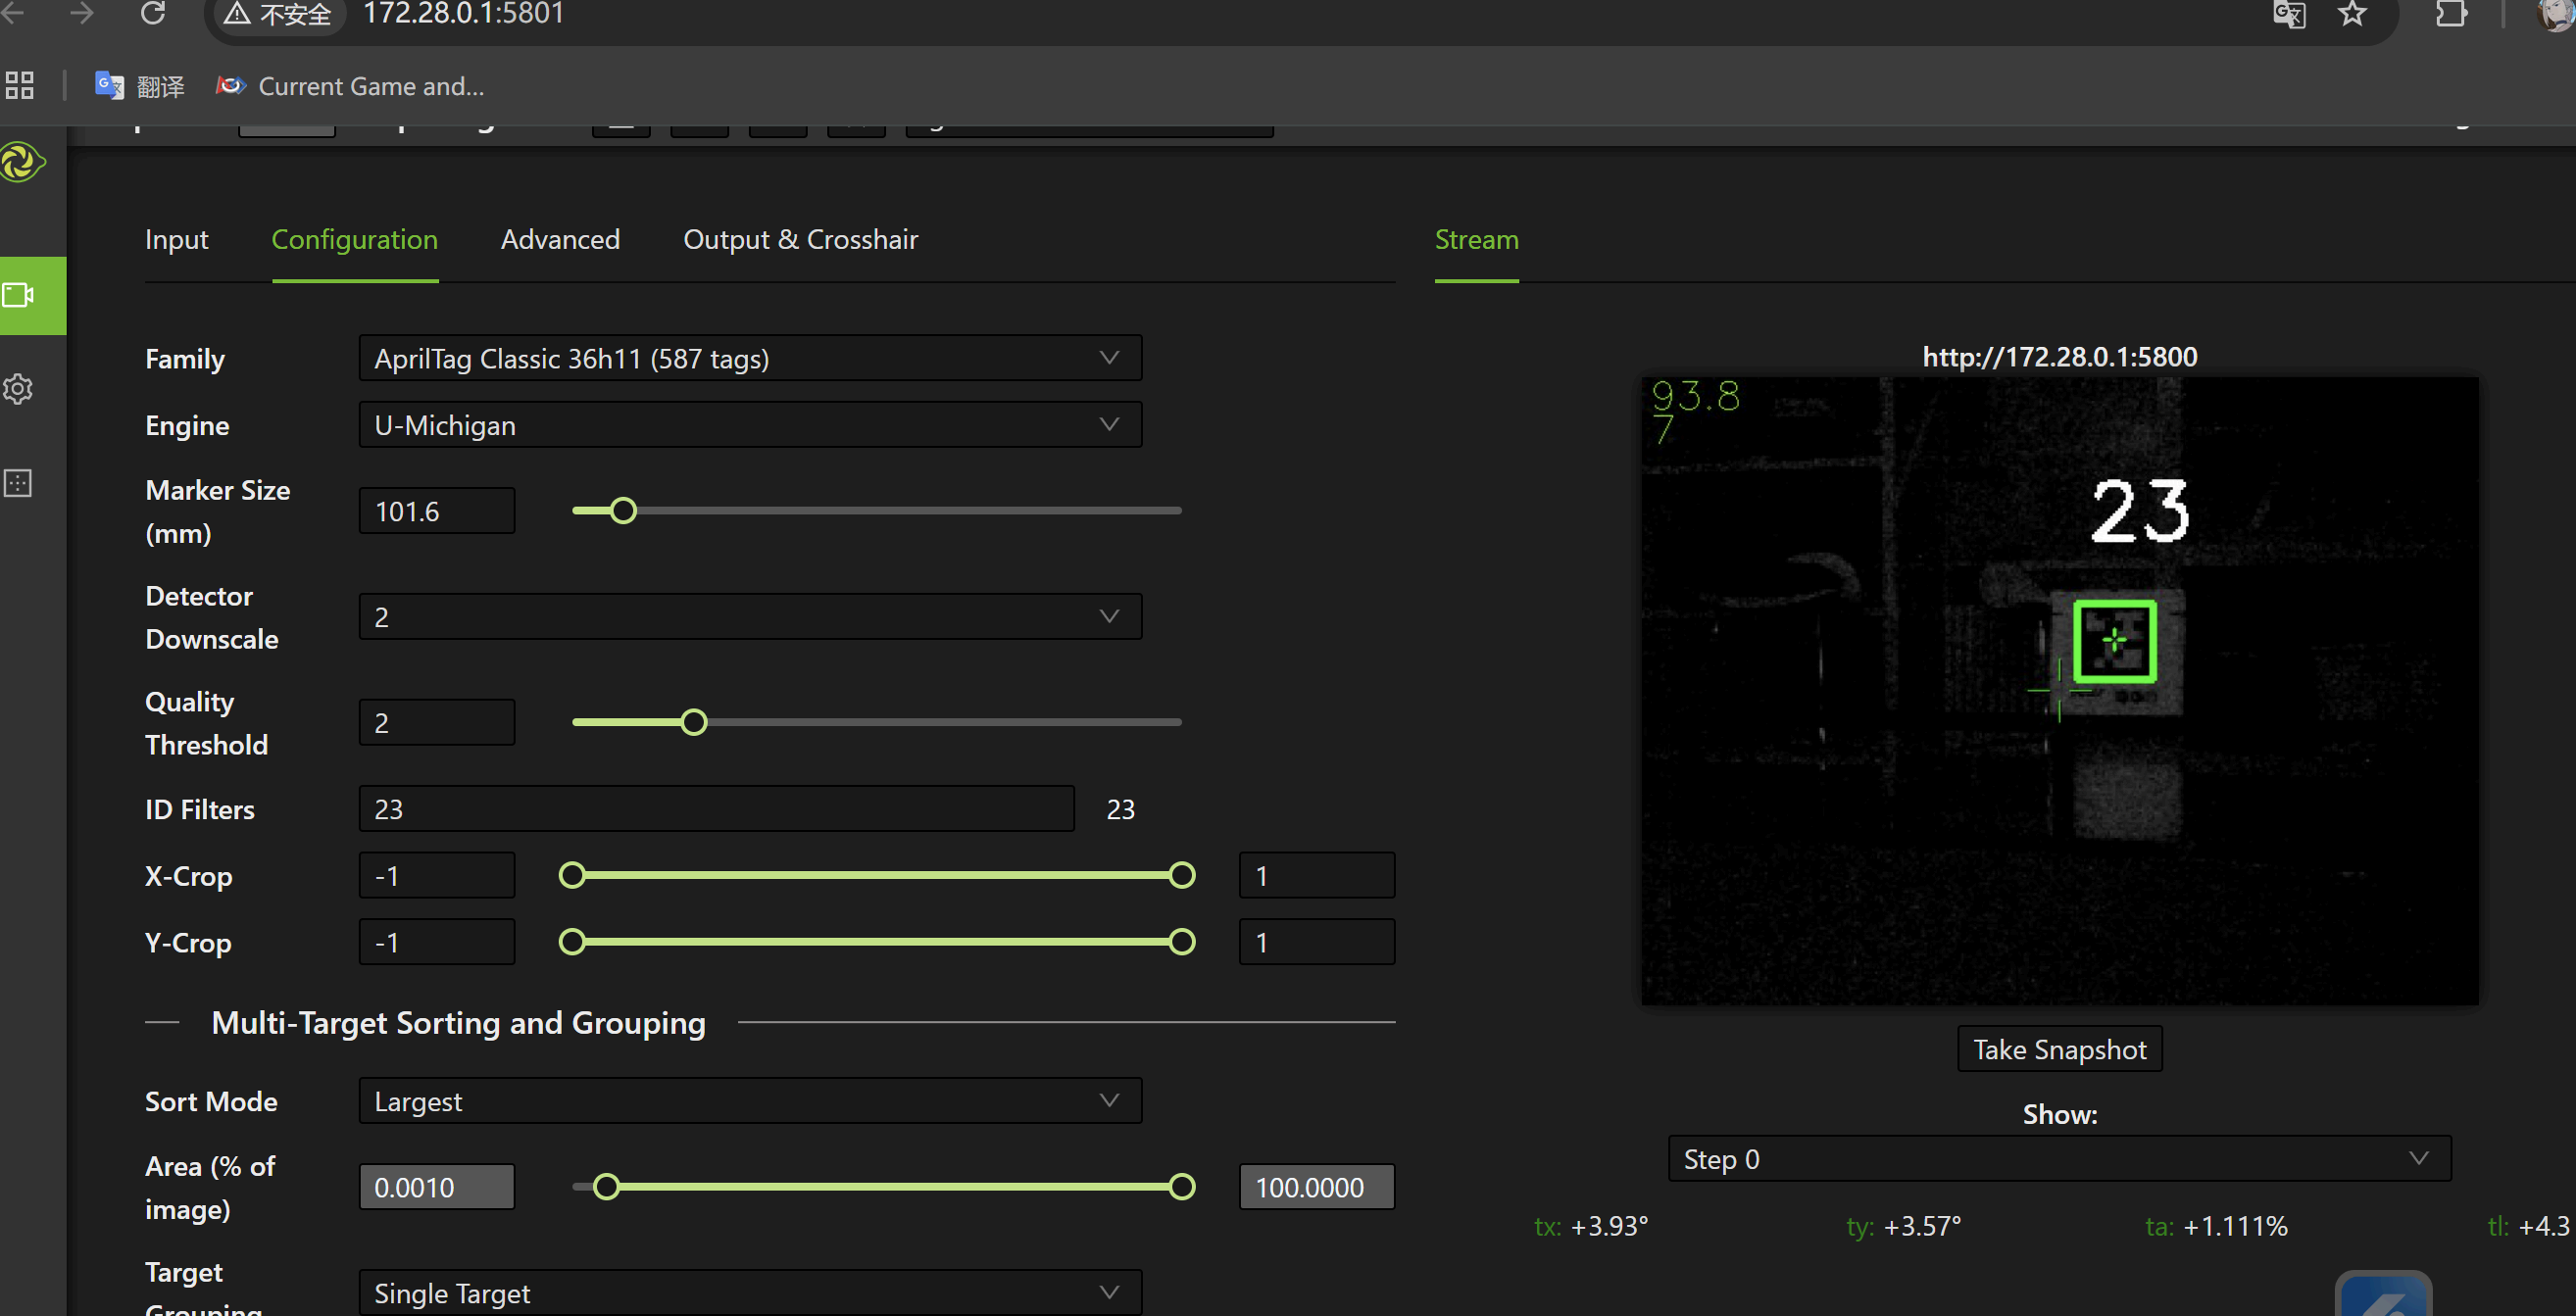 不安全 172.28.0.1:5801
翻译 Current Game and...
Input Configuration Advanced Output & Crosshair Stream
Family AprilTag Classic 36h11 (587 tags)
http://172.28.0.1:5800
93.8
7
23
Engine U-Michigan
Marker Size
(mm)
101.6
Detector
Downscale
2
Quality
Threshold
2
ID Filters 23 23
X-Crop -1 1
Y-Crop -1 1
Multi-Target Sorting and Grouping
Take Snapshot
Sort Mode Largest
Show:
Step 0
Area (% of
image)
0.0010 100.0000
tx: +3.93° ty: +3.57° ta: +1.111% tl: +4.3
Target
Grouping
Single Target